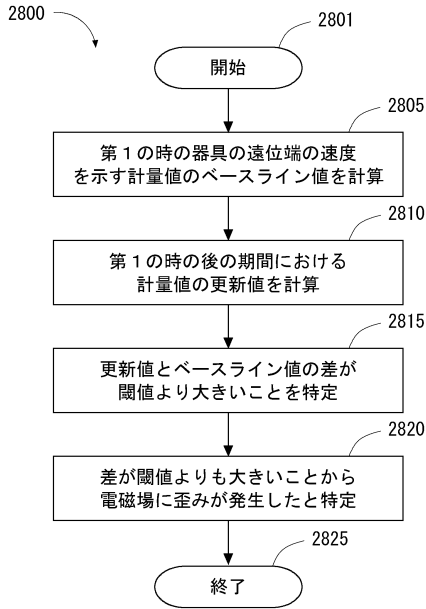 2800
2801
開始
2805
第１の時の器具の遠位端の速度
を示す計量値のベースライン値を計算
2810
第１の時の後の期間における
計量値の更新値を計算
2815
更新値とベースライン値の差が
閾値より大きいことを特定
2820
差が閾値よりも大きいことから
電磁場に歪みが発生したと特定
2825
終了